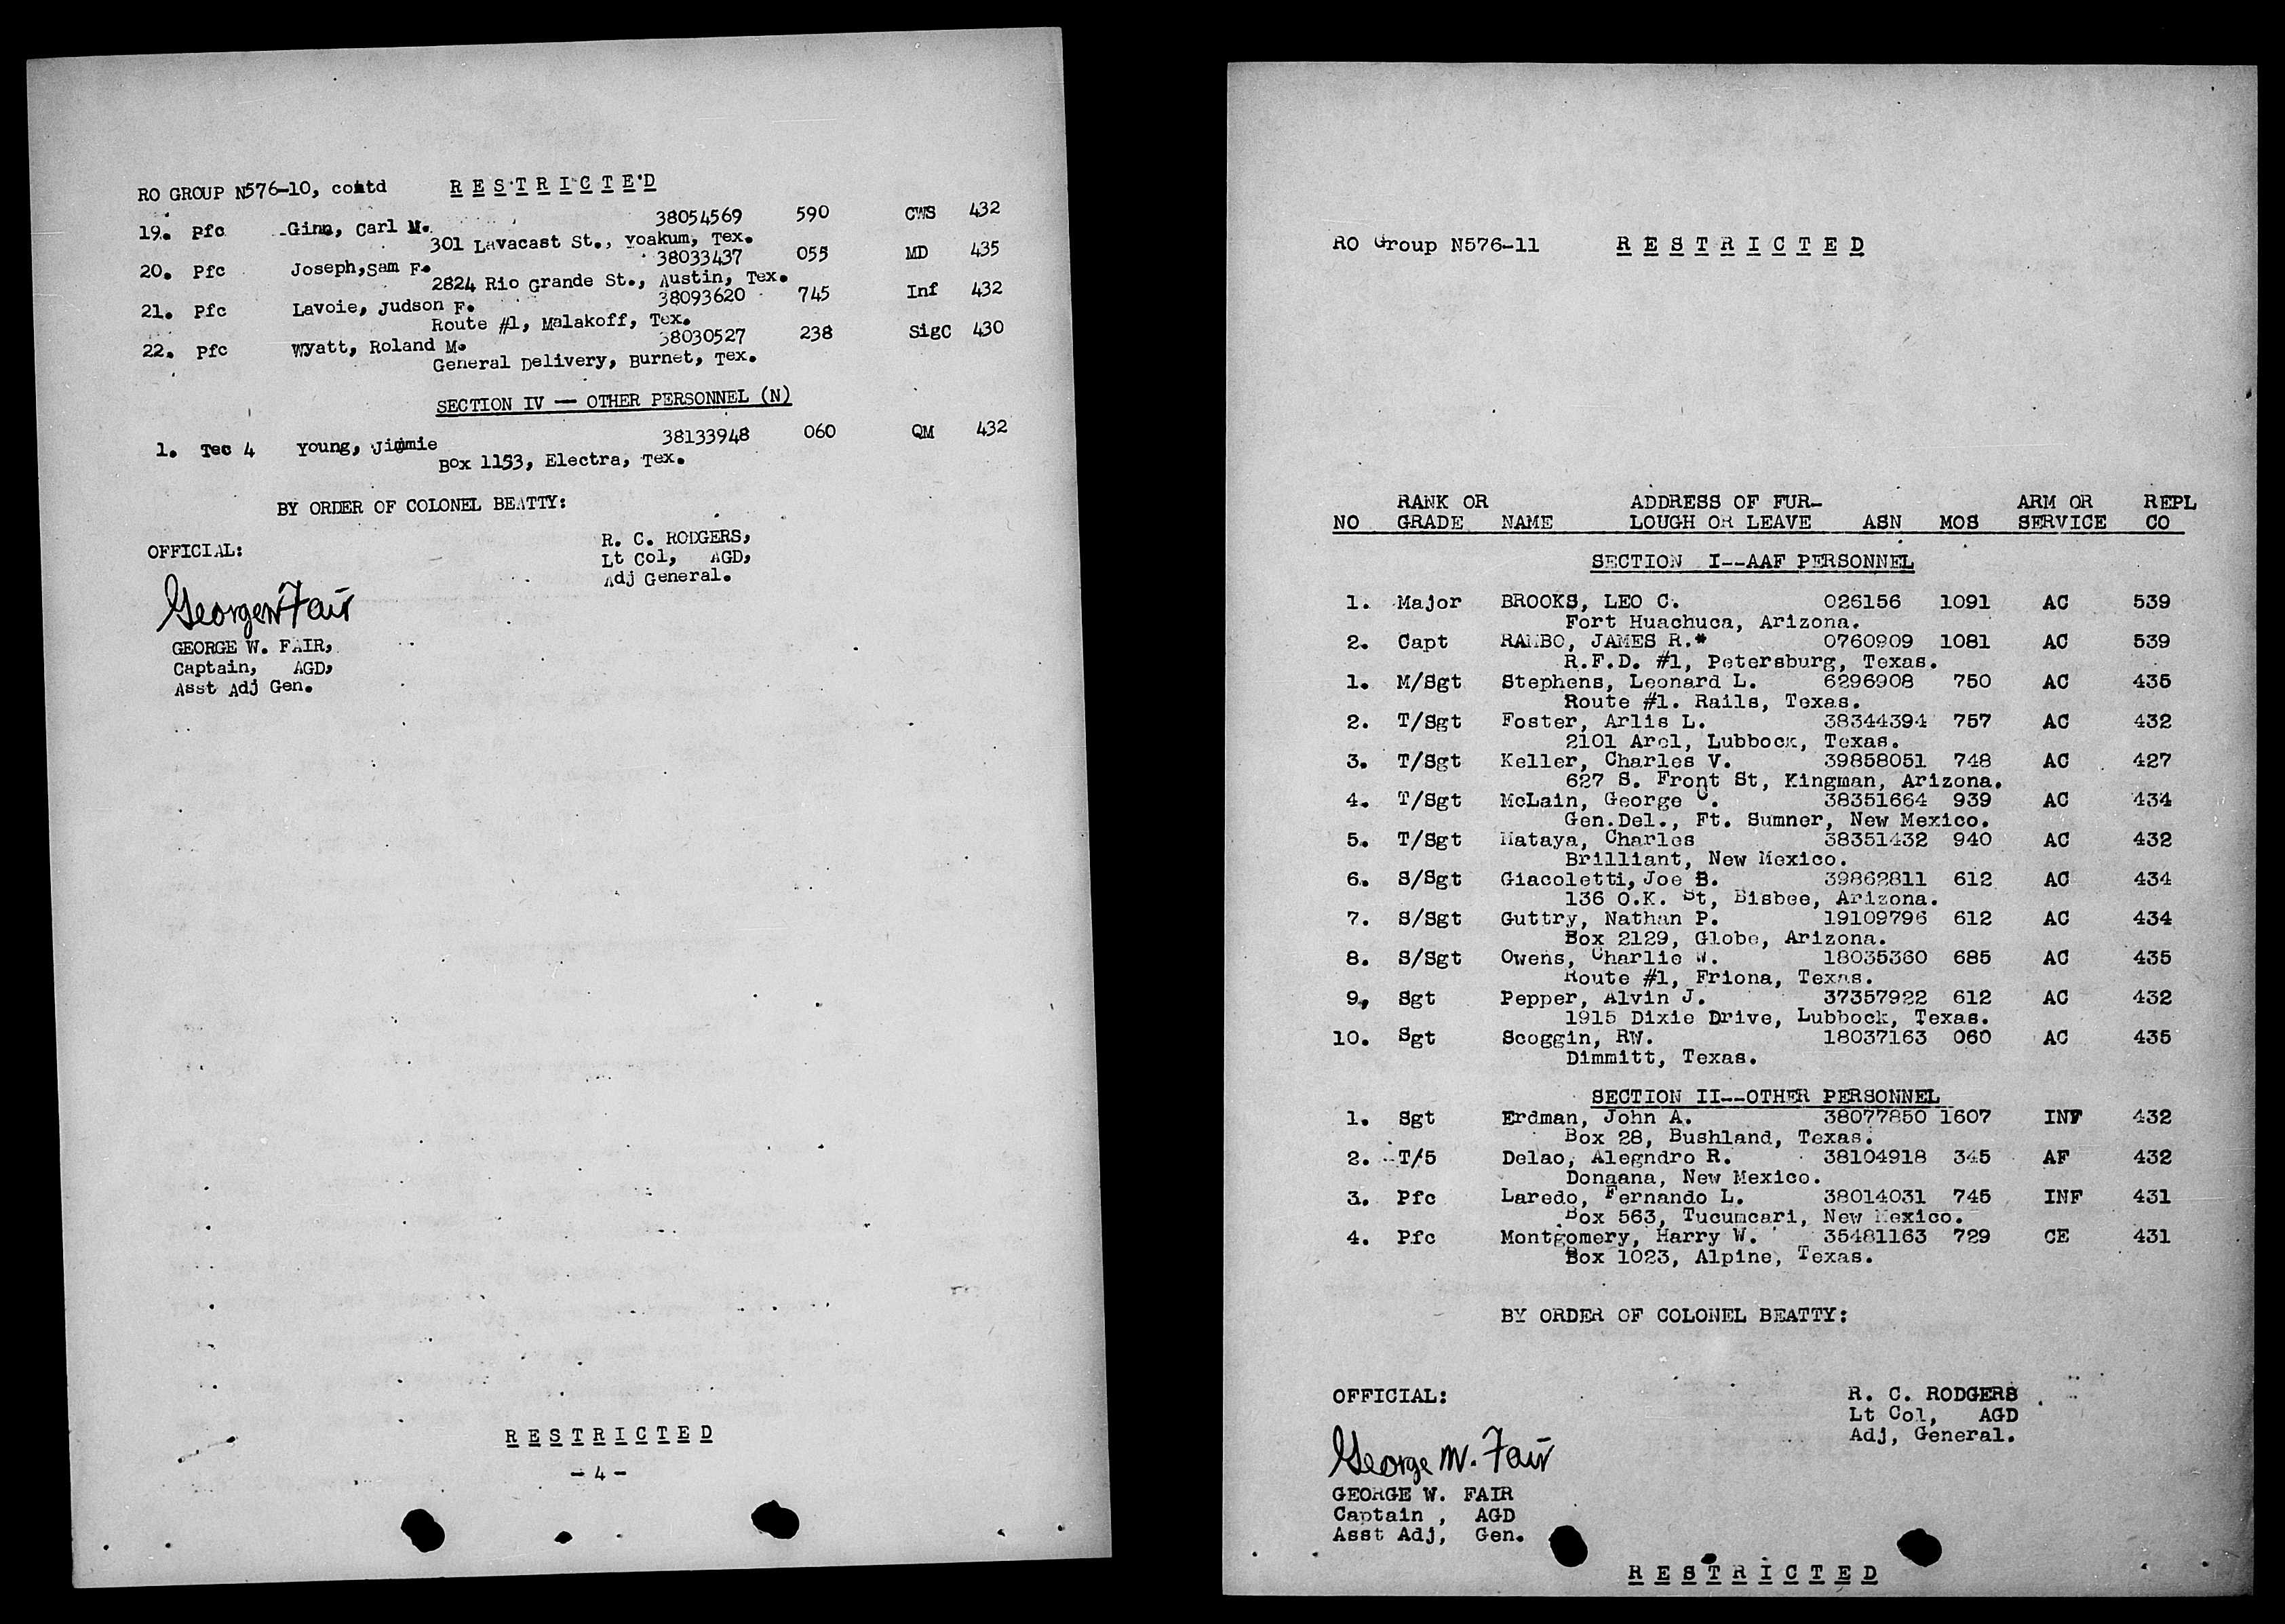 RO GROUP N576-10, contd R E S T R I C T E D
19. Pfc Ginn, Carl M. 38054569 590 CWS 432
301 Lavacast St., Yoakum, Tex.
20. Pfc Joseph,Sam F. 38033437 055 MD 435
2824 Rio Grande St., Austin, Tex.
21. Pfc Lavoie, Judson F. 38093620 745 Inf 432
Route #1, Malakoff, Tex.
22. Pfc Wyatt, Roland M. 38030527 238 SigC 430
General Delivery, Burnet, Tex.
SECTION IV — OTHER PERSONNEL (N)
1. Tec 4 Young, Jimmie 38133948 060 QM 432
Box 1153, Electra, Tex.
BY ORDER OF COLONEL BEATTY:
OFFICIAL:
R. C. RODGERS,
Lt Col, AGD,
Adj General.
George W Fair
GEORGE W. FAIR,
Captain, AGD,
Asst Adj Gen.
R E S T R I C T E D
- 4 -
RO Group N576-11 R E S T R I C T E D
RANK OR ADDRESS OF FUR- ARM OR REPL
NO GRADE NAME LOUGH OR LEAVE ASN MOS SERVICE CO
SECTION I--AAF PERSONNEL
1. Major BROOKS, LEO C. 026156 1091 AC 539
Fort Huachuca, Arizona.
2. Capt RAMBO, JAMES R.* 0760909 1081 AC 539
R.F.D. #1, Petersburg, Texas.
1. M/Sgt Stephens, Leonard L. 6296908 750 AC 435
Route #1. Rails, Texas.
2. T/Sgt Foster, Arlis L. 38344394 757 AC 432
2101 Arel, Lubbock, Texas.
3. T/Sgt Keller, Charles V. 39858051 748 AC 427
627 S. Front St, Kingman, Arizona.
4. T/Sgt McLain, George C. 38351664 939 AC 434
Gen.Del., Ft. Sumner, New Mexico.
5. T/Sgt Mataya, Charles 38351432 940 AC 432
Brilliant, New Mexico.
6. S/Sgt Giacoletti, Joe B. 39862811 612 AC 434
136 O.K. St, Bisbee, Arizona.
7. S/Sgt Guttry, Nathan P. 19109796 612 AC 434
Box 2129, Globe, Arizona.
8. S/Sgt Owens, Charlie W. 18035360 685 AC 435
Route #1, Friona, Texas.
9, Sgt Pepper, Alvin J. 37357922 612 AC 432
1915 Dixie Drive, Lubbock, Texas.
10. Sgt Scoggin, RW. 18037163 060 AC 435
Dimmitt, Texas.
SECTION II--OTHER PERSONNEL
1. Sgt Erdman, John A. 38077850 1607 INF 432
Box 28, Bushland, Texas.
2. T/5 Delao, Alegndro R. 38104918 345 AF 432
Donaana, New Mexico.
3. Pfc Laredo, Fernando L. 38014031 745 INF 431
Box 563, Tucumcari, New Mexico.
4. Pfc Montgomery, Harry W. 35481163 729 CE 431
Box 1023, Alpine, Texas.
BY ORDER OF COLONEL BEATTY:
OFFICIAL:
R. C. RODGERS
Lt Col, AGD
Adj, General.
George W. Fair
GEORGE W. FAIR
Captain , AGD
Asst Adj, Gen.
R E S T R I C T E D